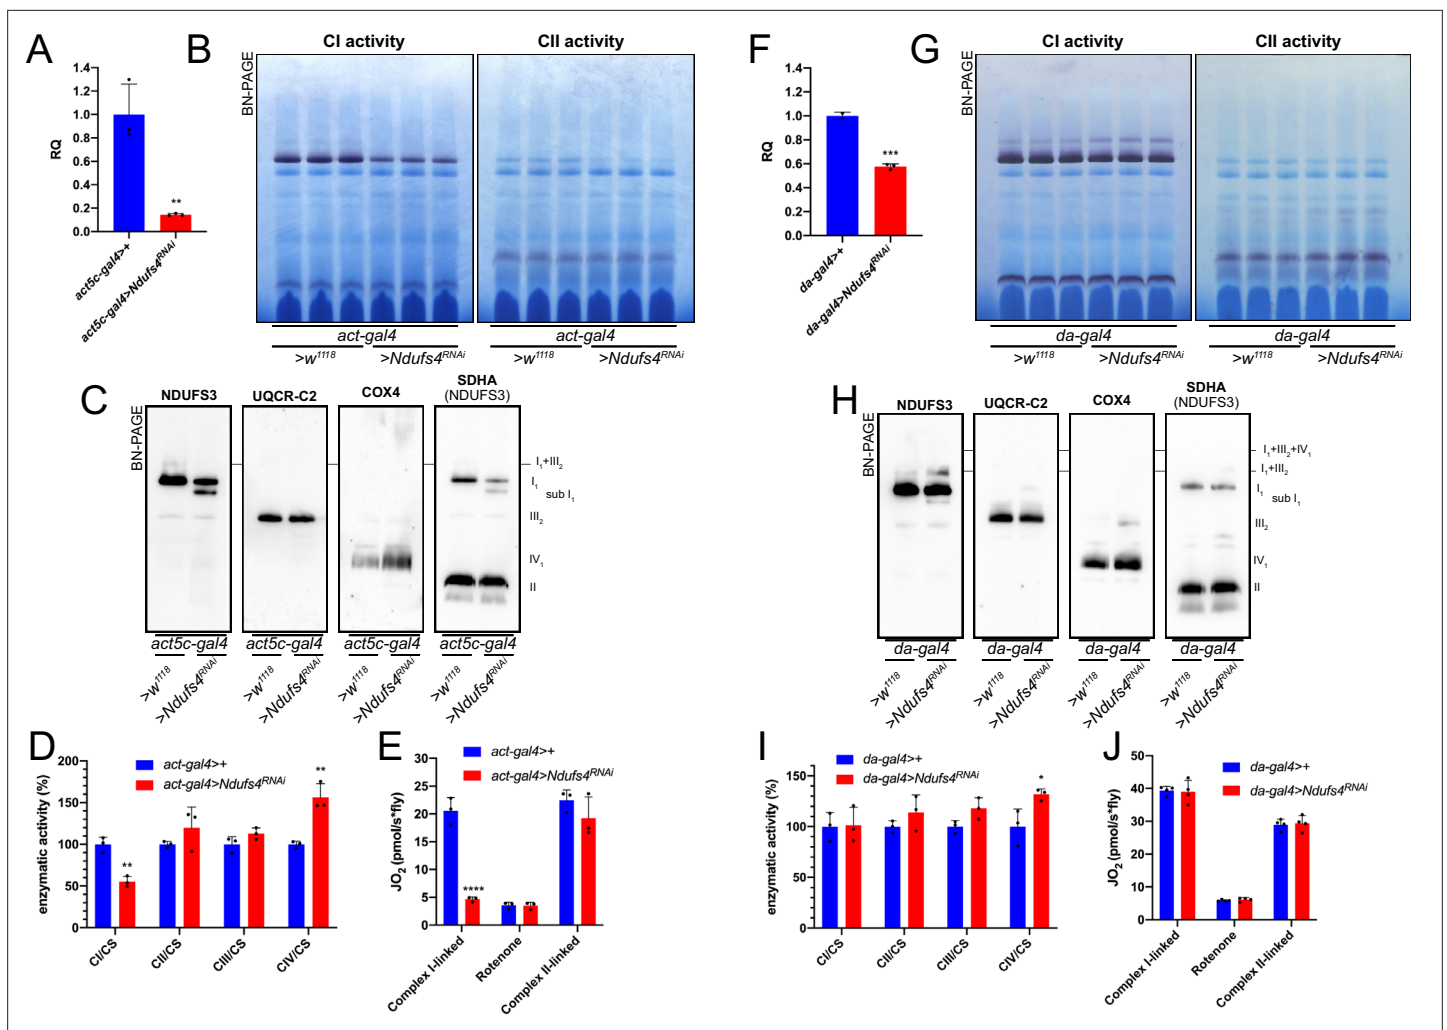 A
1.4
1.2
1.0
0.8
0.6
0.4
0.2
0.0
RQ
**
act5c-gal4>+
act5c-gal4>Ndufs4RNAi
B
BN-PAGE
CI activity
CII activity
act-gal4
act-gal4
>w1118
>Ndufs4RNAi
>w1118
>Ndufs4RNAi
F
1.4
1.2
1.0
0.8
0.6
0.4
0.2
0.0
RQ
***
da-gal4>+
da-gal4>Ndufs4RNAi
G
BN-PAGE
CI activity
CII activity
da-gal4
da-gal4
>w1118
>Ndufs4RNAi
>w1118
>Ndufs4RNAi
C
BN-PAGE
NDUFS3
UQCR-C2
COX4
SDHA
(NDUFS3)
I1+III2
I1
sub I1
III2
IV1
II
act5c-gal4
act5c-gal4
act5c-gal4
act5c-gal4
>w1118
>Ndufs4RNAi
>w1118
>Ndufs4RNAi
>w1118
>Ndufs4RNAi
>w1118
>Ndufs4RNAi
H
BN-PAGE
NDUFS3
UQCR-C2
COX4
SDHA
(NDUFS3)
I1+III2+IV1
I1+III2
I1
sub I1
III2
IV1
II
da-gal4
da-gal4
da-gal4
da-gal4
>w1118
>Ndufs4RNAi
>w1118
>Ndufs4RNAi
>w1118
>Ndufs4RNAi
>w1118
>Ndufs4RNAi
D
act-gal4>+
act-gal4>Ndufs4RNAi
enzymatic activity (%)
200
150
100
50
0
**
**
CI/CS
CII/CS
CIII/CS
CIV/CS
E
act-gal4>+
act-gal4>Ndufs4RNAi
JO2 (pmol/s*fly)
30
25
20
15
10
5
0
****
Complex I-linked
Rotenone
Complex II-linked
I
da-gal4>+
da-gal4>Ndufs4RNAi
enzymatic activity (%)
150
100
50
0
*
CI/CS
CII/CS
CIII/CS
CIV/CS
J
da-gal4>+
da-gal4>Ndufs4RNAi
JO2 (pmol/s*fly)
50
40
30
20
10
0
Complex I-linked
Rotenone
Complex II-linked